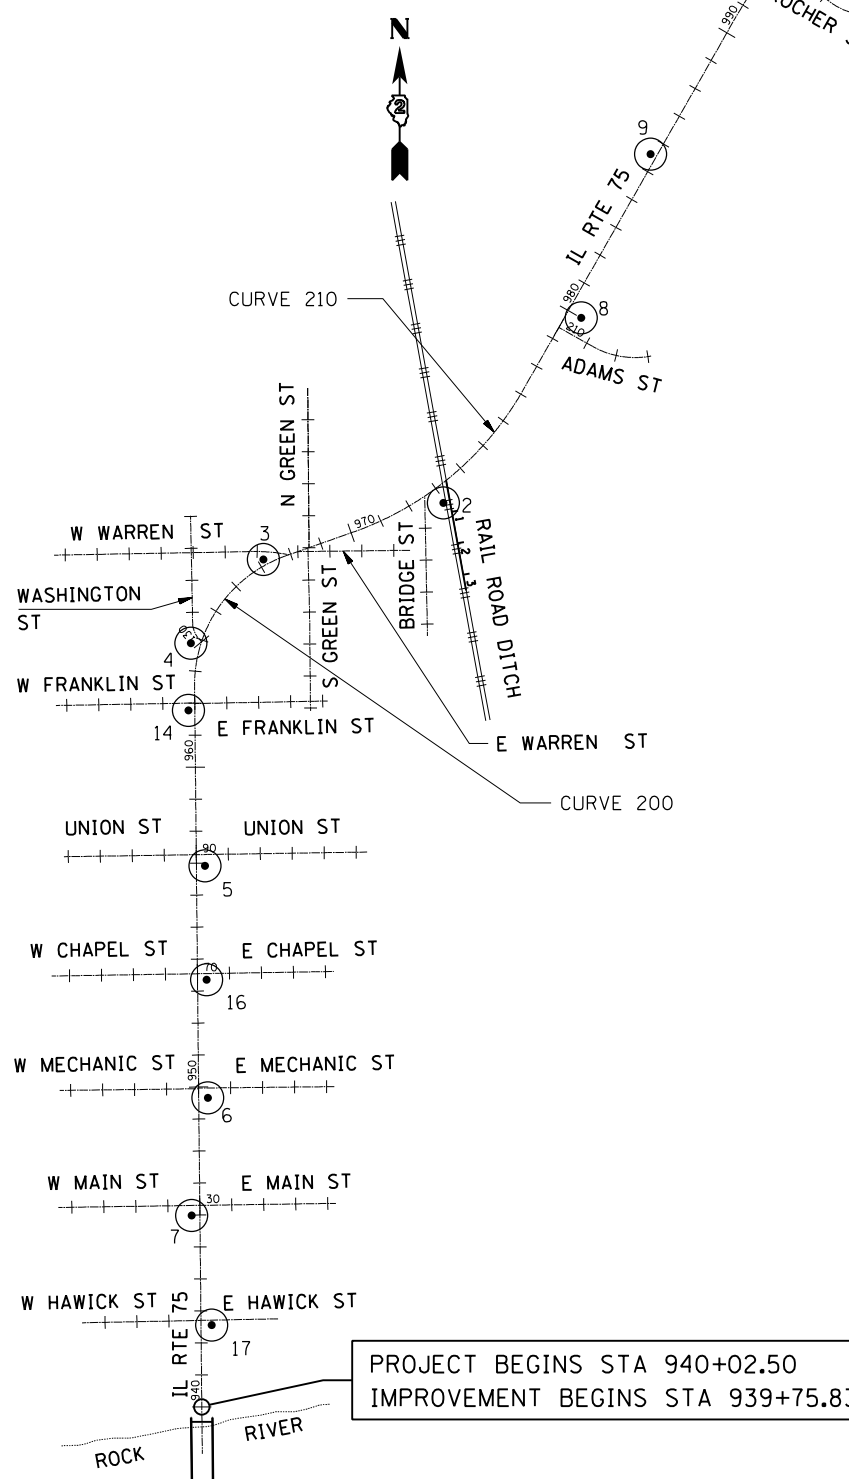 990
N
2
9
IL RTE 75
CURVE 210
980
8
210
ADAMS ST
N GREEN ST
970
2
W WARREN ST
3
1
2
3
RAIL ROAD DITCH
BRIDGE ST
WASHINGTON
ST
S GREEN ST
4
W FRANKLIN ST
14
E FRANKLIN ST
E WARREN ST
960
CURVE 200
UNION ST
UNION ST
90
5
W CHAPEL ST
E CHAPEL ST
70
16
W MECHANIC ST
E MECHANIC ST
950
6
W MAIN ST
30
E MAIN ST
7
W HAWICK ST
E HAWICK ST
IL RTE 75
17
940
PROJECT BEGINS STA 940+02.50
IMPROVEMENT BEGINS STA 939+75.83
ROCK
RIVER